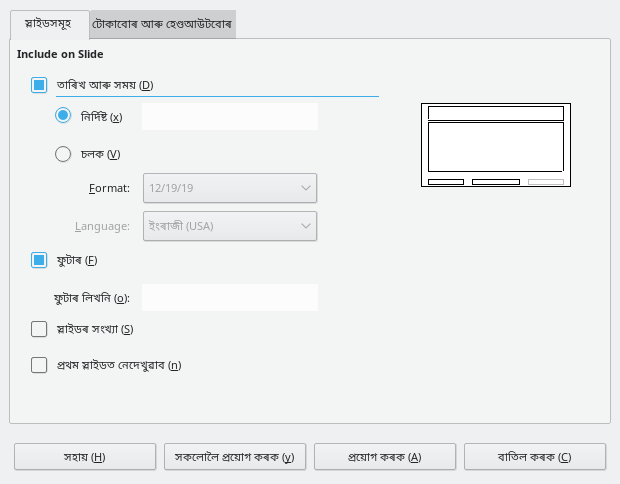 স্লাইডসমূহ
টোকাবোৰ আৰু হেণ্ডআউটবোৰ
Include on Slide
তাৰিখ আৰু সময় (D)
নিৰ্দিষ্ট (x)
চলক (V)
Format: 12/19/19
Language: ইংৰাজী (USA)
ফুটাৰ (F)
ফুটাৰ লিখনি (o):
স্লাইডৰ সংখ্যা (S)
প্ৰথম স্লাইডত নেদেখুৱাব (n)
সহায় (H)
সকলোলৈ প্ৰয়োগ কৰক (y)
প্ৰয়োগ কৰক (A)
বাতিল কৰক (C)